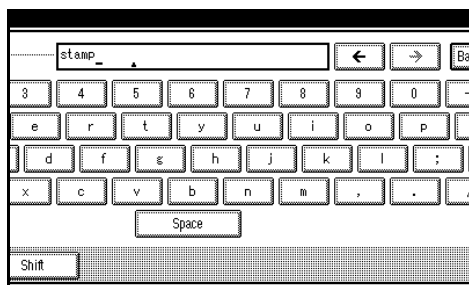 stamp_
← → Ba
3 4 5 6 7 8 9 0 -
e r t y u i o p
d f g h j k l ;
x c v b n m , . /
Space
Shift